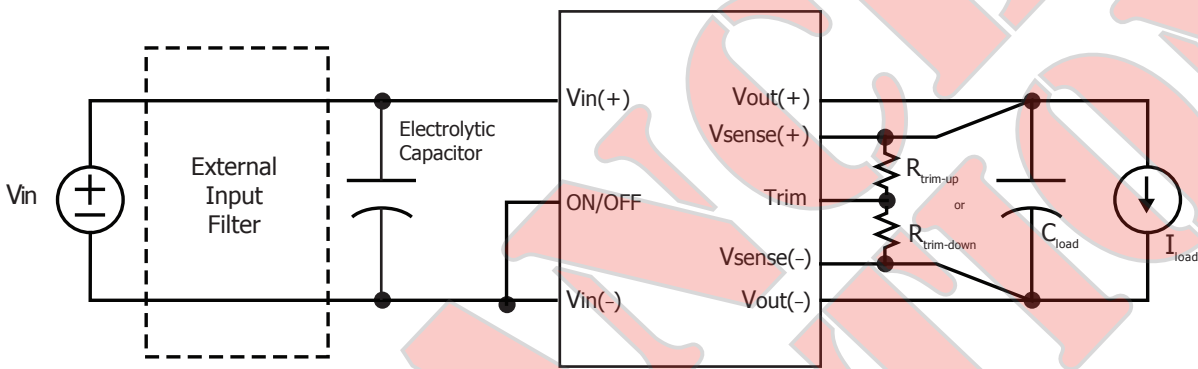 Vin
External
Input
Filter
Electrolytic
Capacitor
Vin(+)
ON/OFF
Vin(–)
Vout(+)
Vsense(+)
Trim
Vsense(–)
Vout(–)
Rtrim-up
or
Rtrim-down
Cload
Iload